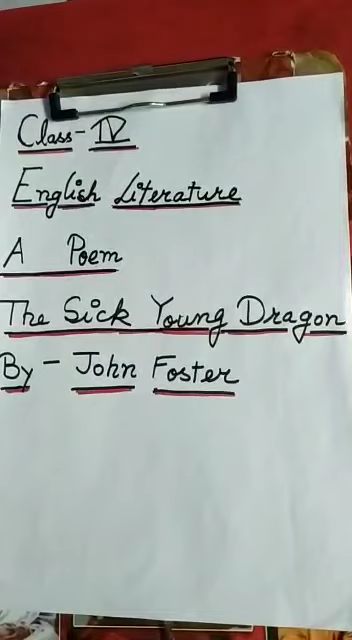 Class-IV
English Literature
A Poem
The Sick Young Dragon
By - John Foster